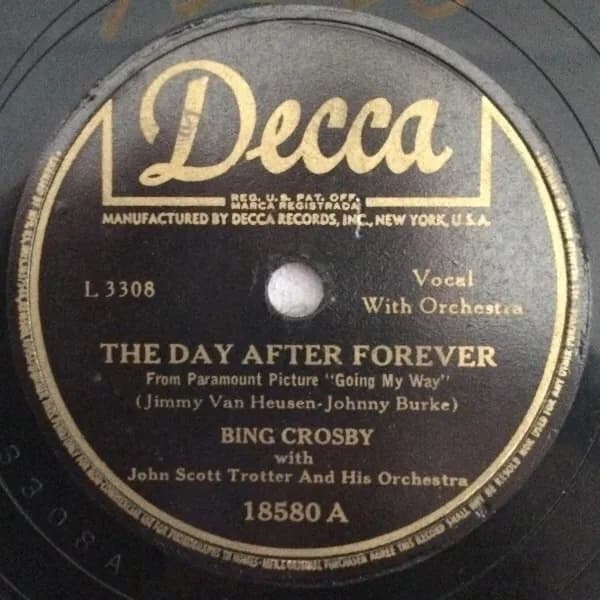 Decca
REG. U.S. PAT. OFF.
MARCA REGISTRADA
MANUFACTURED BY DECCA RECORDS, INC., NEW YORK, U.S.A.
L 3308
Vocal
With Orchestra
THE DAY AFTER FOREVER
From Paramount Picture "Going My Way"
(Jimmy Van Heusen-Johnny Burke)
BING CROSBY
with
John Scott Trotter And His Orchestra
18580 A
3308 A